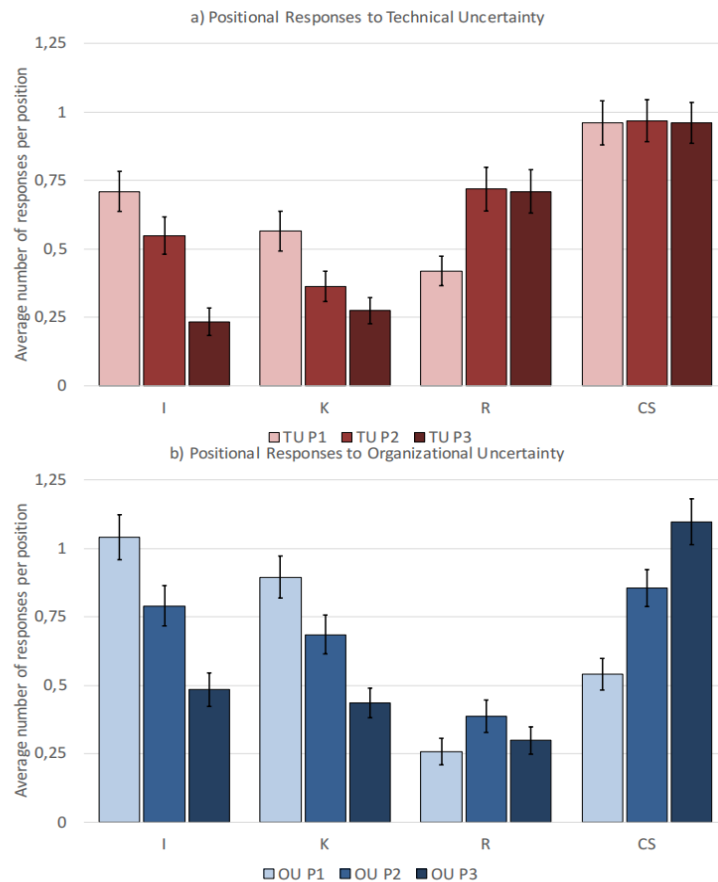 a) Positional Responses to Technical Uncertainty
Average number of responses per position
1,25
1
0,75
0,5
0,25
0
I K R CS
TU P1 TU P2 TU P3
b) Positional Responses to Organizational Uncertainty
Average number of responses per position
1,25
1
0,75
0,5
0,25
0
I K R CS
OU P1 OU P2 OU P3